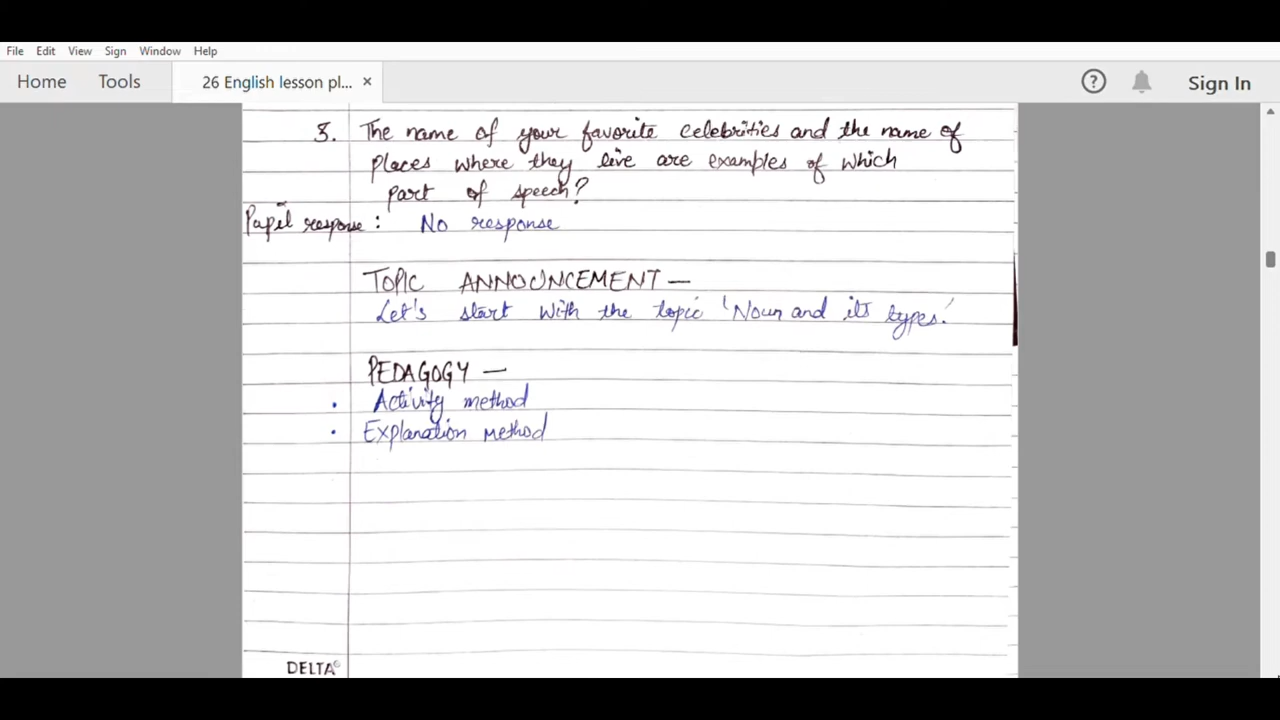 File Edit View Sign Window Help
Home Tools 26 English lesson pl... × ? Sign In
3. The name of your favorite celebrities and the name of
places where they live are examples of which
part of speech?
Pupil response: No response
TOPIC ANNOUNCEMENT —
Let's start with the topic 'Noun and its types.'
PEDAGOGY —
• Activity method
• Explanation method
DELTA©